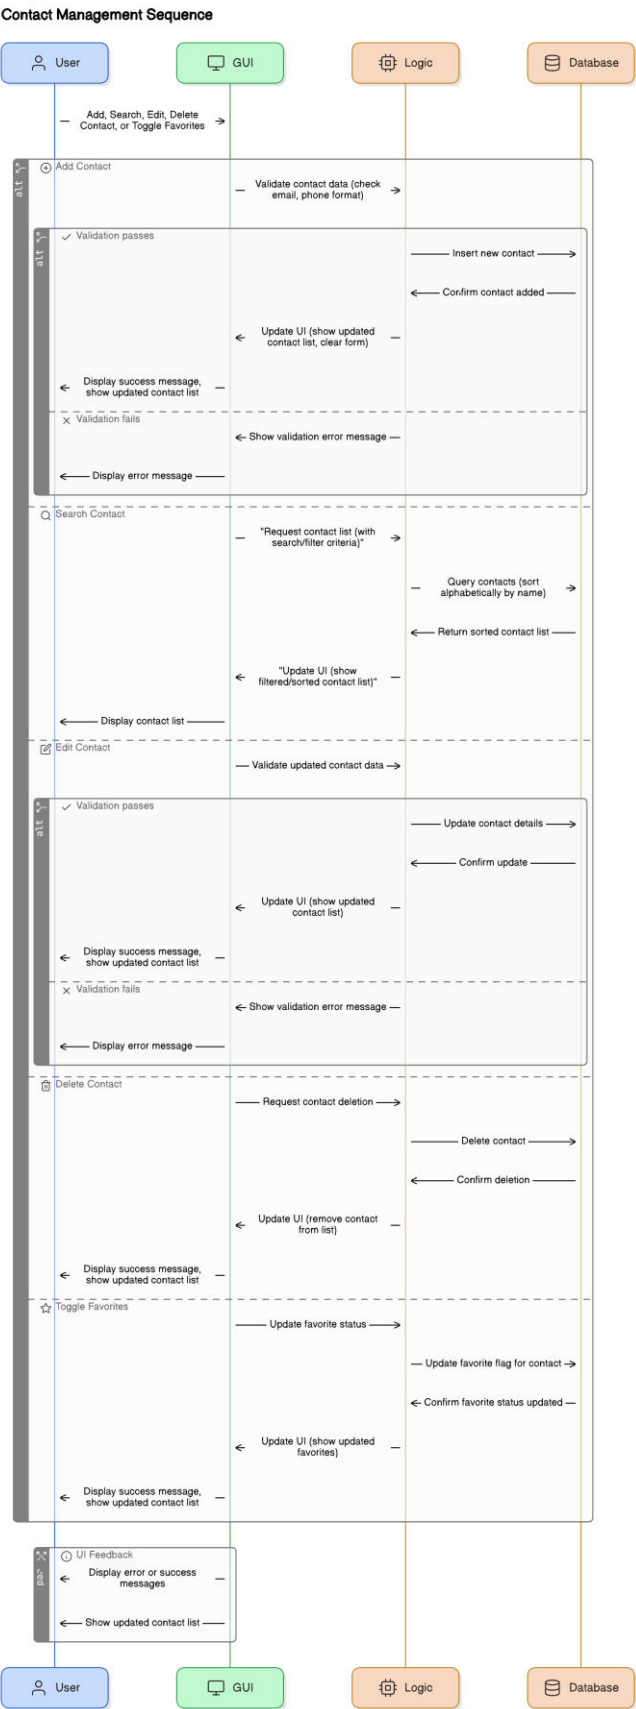 Contact Management Sequence
User
GUI
Logic
Database
Add, Search, Edit, Delete
Contact, or Toggle Favorites
alt
Add Contact
Validate contact data (check
email, phone format)
alt
Validation passes
Insert new contact
Confirm contact added
Update UI (show updated
contact list, clear form)
Display success message,
show updated contact list
Validation fails
Show validation error message
Display error message
Search Contact
"Request contact list (with
search/filter criteria)"
Query contacts (sort
alphabetically by name)
Return sorted contact list
"Update UI (show
filtered/sorted contact list)"
Display contact list
Edit Contact
Validate updated contact data
alt
Validation passes
Update contact details
Confirm update
Update UI (show updated
contact list)
Display success message,
show updated contact list
Validation fails
Show validation error message
Display error message
Delete Contact
Request contact deletion
Delete contact
Confirm deletion
Update UI (remove contact
from list)
Display success message,
show updated contact list
Toggle Favorites
Update favorite status
Update favorite flag for contact
Confirm favorite status updated
Update UI (show updated
favorites)
Display success message,
show updated contact list
par
UI Feedback
Display error or success
messages
Show updated contact list
User
GUI
Logic
Database